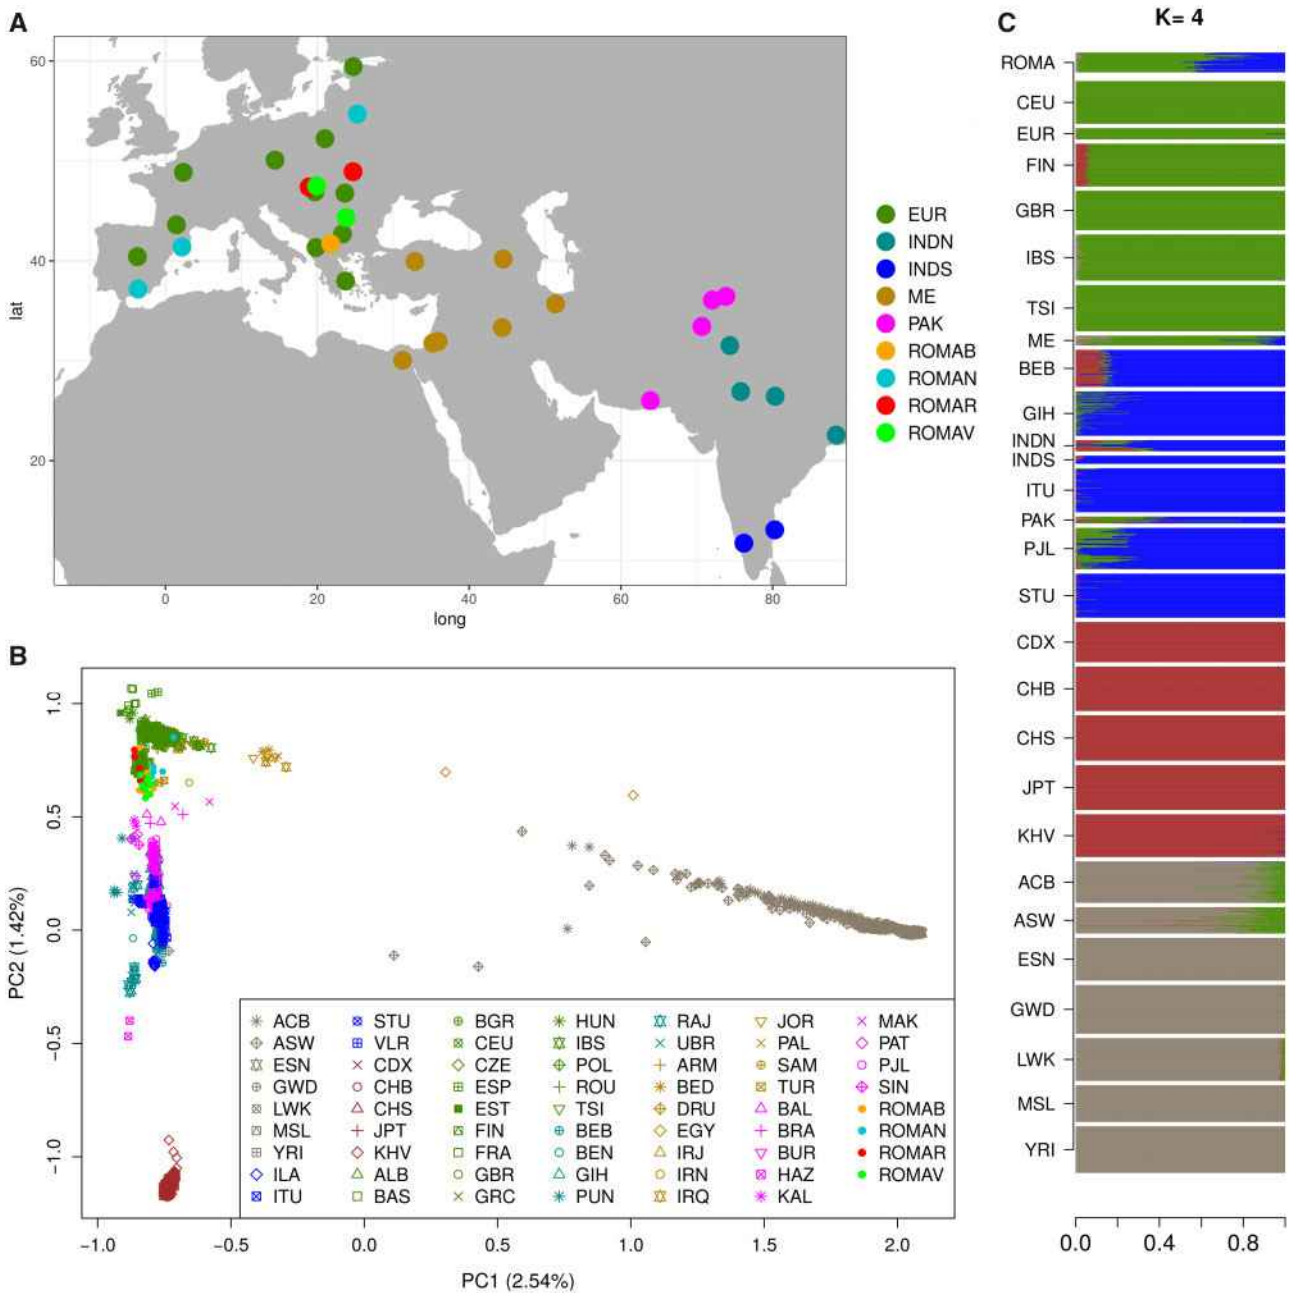 A
60
40
20
lat
0
20
40
60
80
long
EUR
INDN
INDS
ME
PAK
ROMAB
ROMAN
ROMAR
ROMAV
B
1.0
0.5
0.0
−0.5
−1.0
PC2 (1.42%)
ACB STU BGR HUN RAJ JOR MAK
ASW VLR CEU IBS UBR PAL PAT
ESN CDX CZE POL ARM SAM PJL
GWD CHB ESP ROU BED TUR SIN
LWK CHS EST TSI DRU BAL ROMAB
MSL JPT FIN BEB EGY BRA ROMAN
YRI KHV FRA BEN IRJ BUR ROMAR
ILA ALB GBR GIH IRN HAZ ROMAV
ITU BAS GRC PUN IRQ KAL
−1.0 −0.5 0.0 0.5 1.0 1.5 2.0
PC1 (2.54%)
C
K= 4
ROMA
CEU
EUR
FIN
GBR
IBS
TSI
ME
BEB
GIH
INDN
INDS
ITU
PAK
PJL
STU
CDX
CHB
CHS
JPT
KHV
ACB
ASW
ESN
GWD
LWK
MSL
YRI
0.0 0.4 0.8